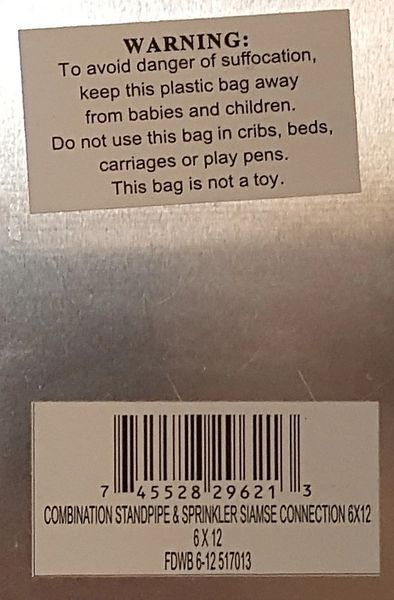 WARNING:
To avoid danger of suffocation,
keep this plastic bag away
from babies and children.
Do not use this bag in cribs, beds,
carriages or play pens.
This bag is not a toy.
7 45528 29621 3
COMBINATION STANDPIPE & SPRINKLER SIAMSE CONNECTION 6X12
6 X 12
FDWB 6-12 517013